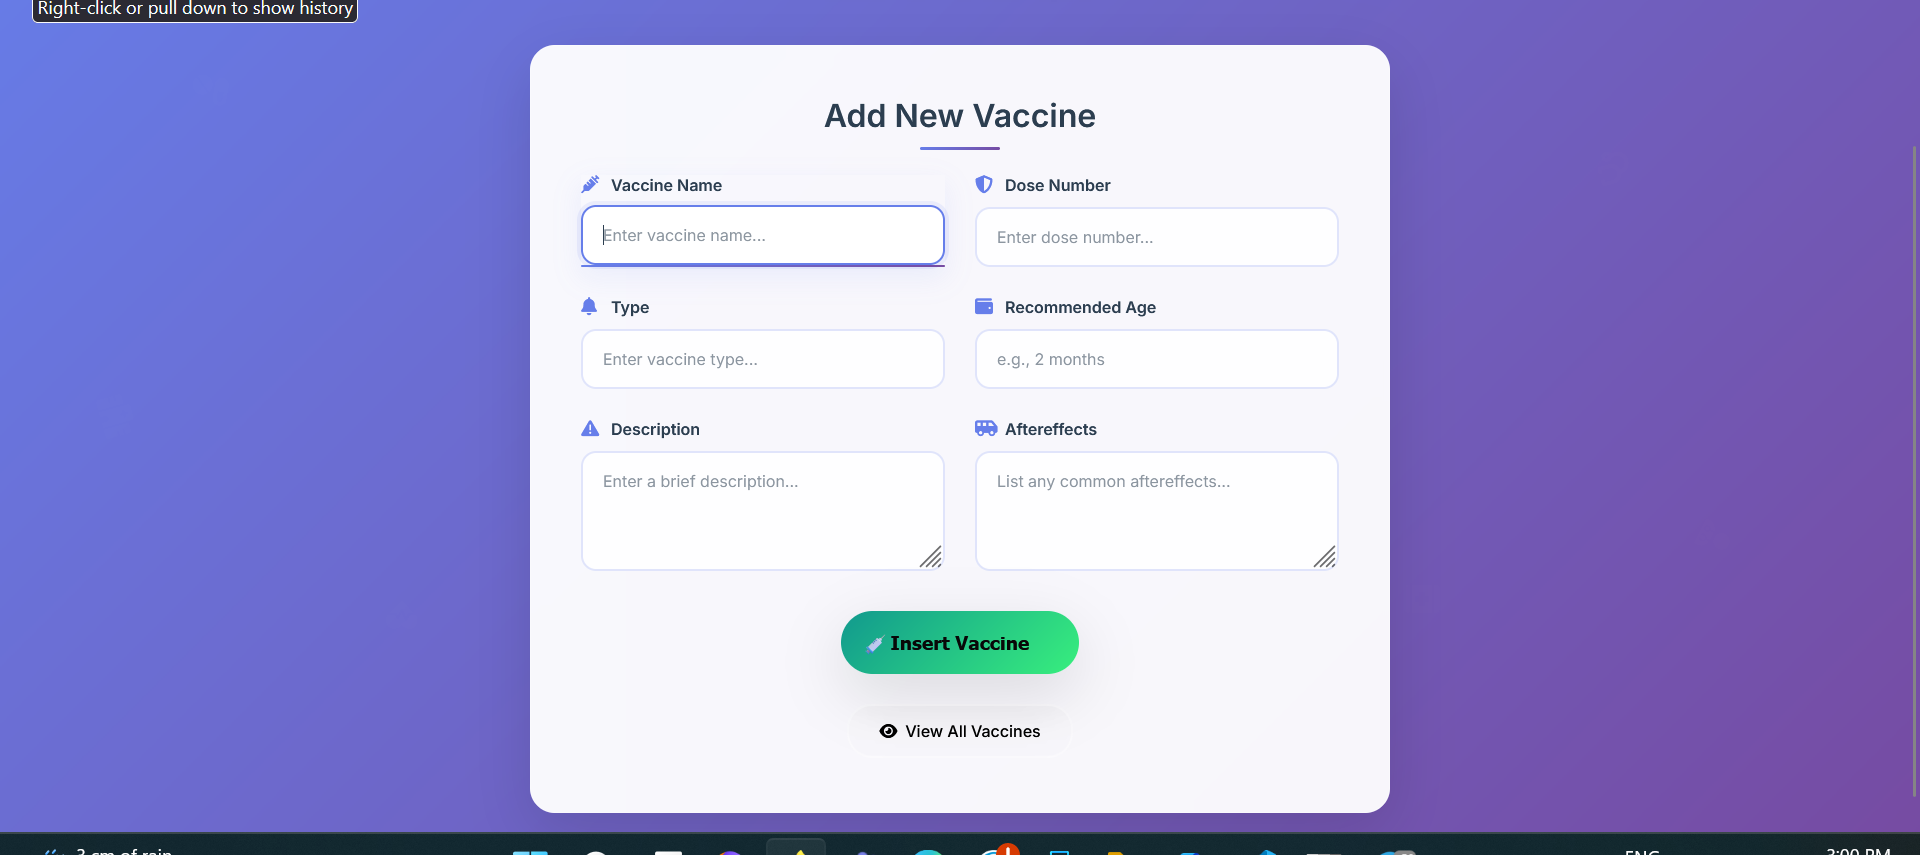 Right-click or pull down to show history
Add New Vaccine
Vaccine Name
Dose Number
Enter vaccine name...
Enter dose number...
Type
Recommended Age
Enter vaccine type...
e.g., 2 months
Description
Aftereffects
Enter a brief description...
List any common aftereffects...
Insert Vaccine
View All Vaccines
3 cm of rain
ENG
3:00 PM